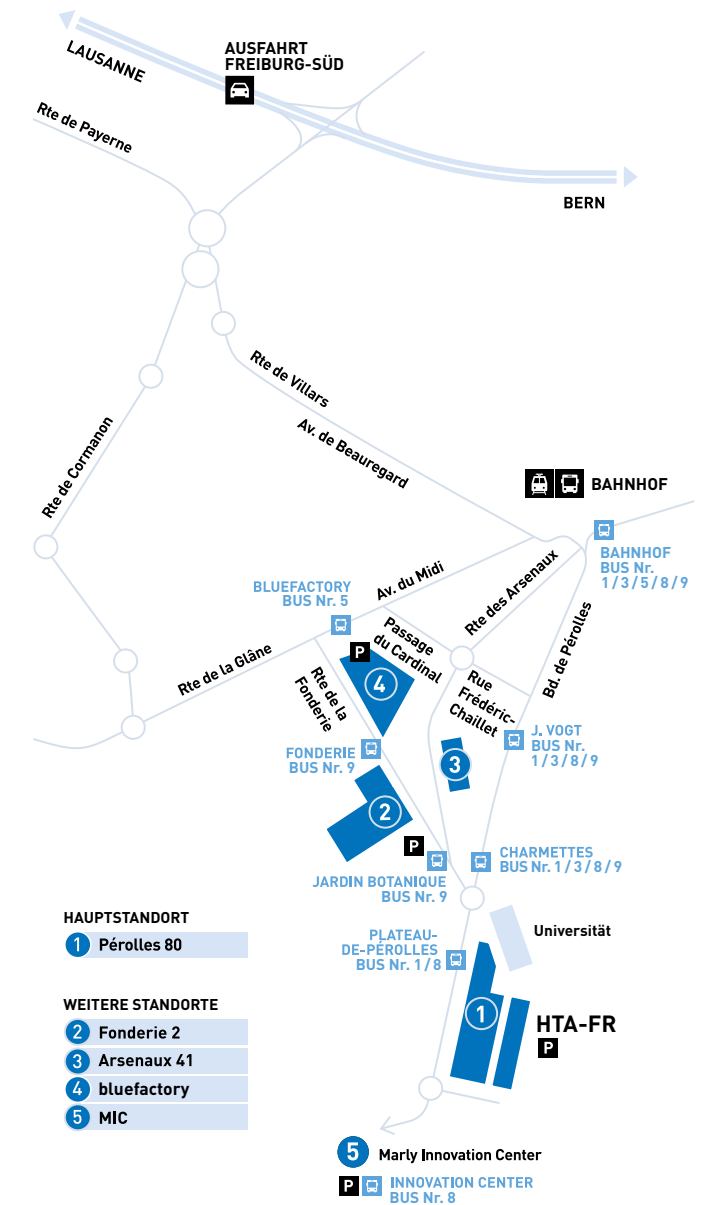 LAUSANNE
AUSFAHRT
FREIBURG-SÜD
Rte de Payerne
BERN
Rte de Villars
Av. de Beauregard
Rte de Cormanon
BAHNHOF
BAHNHOF
BUS Nr.
1/3/5/8/9
BLUEFACTORY
BUS Nr. 5
Av. du Midi
Rte des Arsenaux
Passage
du Cardinal
Bd. de Pérolles
Rte de la Glâne
P
4
Rte de la
Fonderie
Rue
Frédéric-
Chaillet
J. VOGT
BUS Nr.
1/3/8/9
FONDERIE
BUS Nr. 9
3
2
P
JARDIN BOTANIQUE
BUS Nr. 9
CHARMETTES
BUS Nr. 1/3/8/9
HAUPTSTANDORT
1 Pérolles 80
PLATEAU-
DE-PÉROLLES
BUS Nr. 1/8
Universität
WEITERE STANDORTE
2 Fonderie 2
3 Arsenaux 41
4 bluefactory
5 MIC
1
HTA-FR
P
5 Marly Innovation Center
P INNOVATION CENTER
BUS Nr. 8